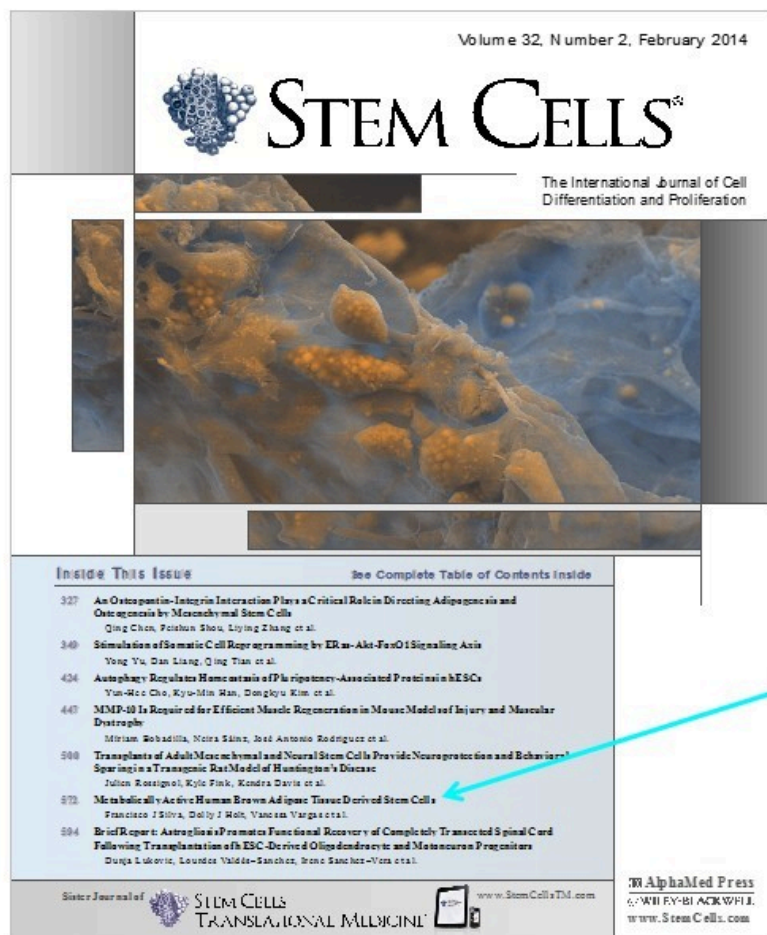 Volume 32, Number 2, February 2014
STEM CELLS®
The International Journal of Cell
Differentiation and Proliferation
Inside This Issue
See Complete Table of Contents Inside
327 An Osteopontin-Integrin Interaction Plays a Critical Role in Directing Adipogenesis and
Osteogenesis by Mesenchymal Stem Cells
Qing Chen, Peishun Shou, Liying Zhang et al.
349 Stimulation of Somatic Cell Reprogramming by ERas-Akt-FoxO1 Signaling Axis
Yong Yu, Dan Liang, Qing Tian et al.
424 Autophagy Regulates Homeostasis of Pluripotency-Associated Proteins in hESCs
Yun-Hee Cho, Kyu-Min Han, Dongkyu Kim et al.
447 MMP-10 Is Required for Efficient Muscle Regeneration in Mouse Models of Injury and Muscular
Dystrophy
Miriam Bobadilla, Neira Sáinz, José Antonio Rodriguez et al.
500 Transplants of Adult Mesenchymal and Neural Stem Cells Provide Neuroprotection and Behavioral
Sparing in a Transgenic Rat Model of Huntington's Disease
Julien Rossignol, Kyle Fink, Kendra Davis et al.
572 Metabolically Active Human Brown Adipose Tissue Derived Stem Cells
Francisco J Silva, Dolly J Holt, Vanessa Vargas et al.
594 Brief Report: Astrogliosis Promotes Functional Recovery of Completely Transected Spinal Cord
Following Transplantation of hESC-Derived Oligodendrocyte and Motoneuron Progenitors
Dunja Lukovic, Lourdes Valdés-Sanchez, Irene Sanchez-Vera et al.
Sister Journal of
STEM CELLS
TRANSLATIONAL MEDICINE
www.StemCellsTM.com
AlphaMed Press
WILEY-BLACKWELL
www.StemCells.com